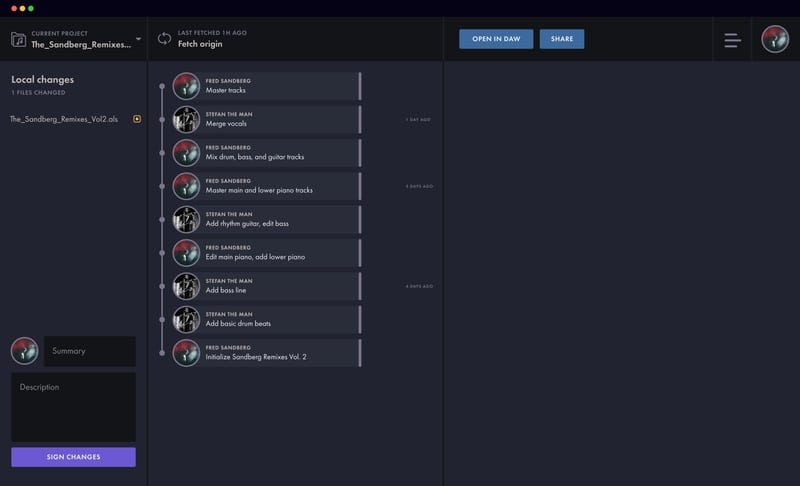 CURRENT PROJECT
The_Sandberg_Remixes...
LAST FETCHED 1H AGO
Fetch origin
OPEN IN DAW
SHARE
Local changes
1 FILES CHANGED
The_Sandberg_Remixes_Vol2.als
FRED SANDBERG
Master tracks
STEFAN THE MAN
Merge vocals
1 DAY AGO
FRED SANDBERG
Mix drum, bass, and guitar tracks
FRED SANDBERG
Master main and lower piano tracks
3 DAYS AGO
STEFAN THE MAN
Add rhythm guitar, edit bass
FRED SANDBERG
Edit main piano, add lower piano
STEFAN THE MAN
Add bass line
4 DAYS AGO
STEFAN THE MAN
Add basic drum beats
FRED SANDBERG
Initialize Sandberg Remixes Vol. 2
Summary
Description
SIGN CHANGES